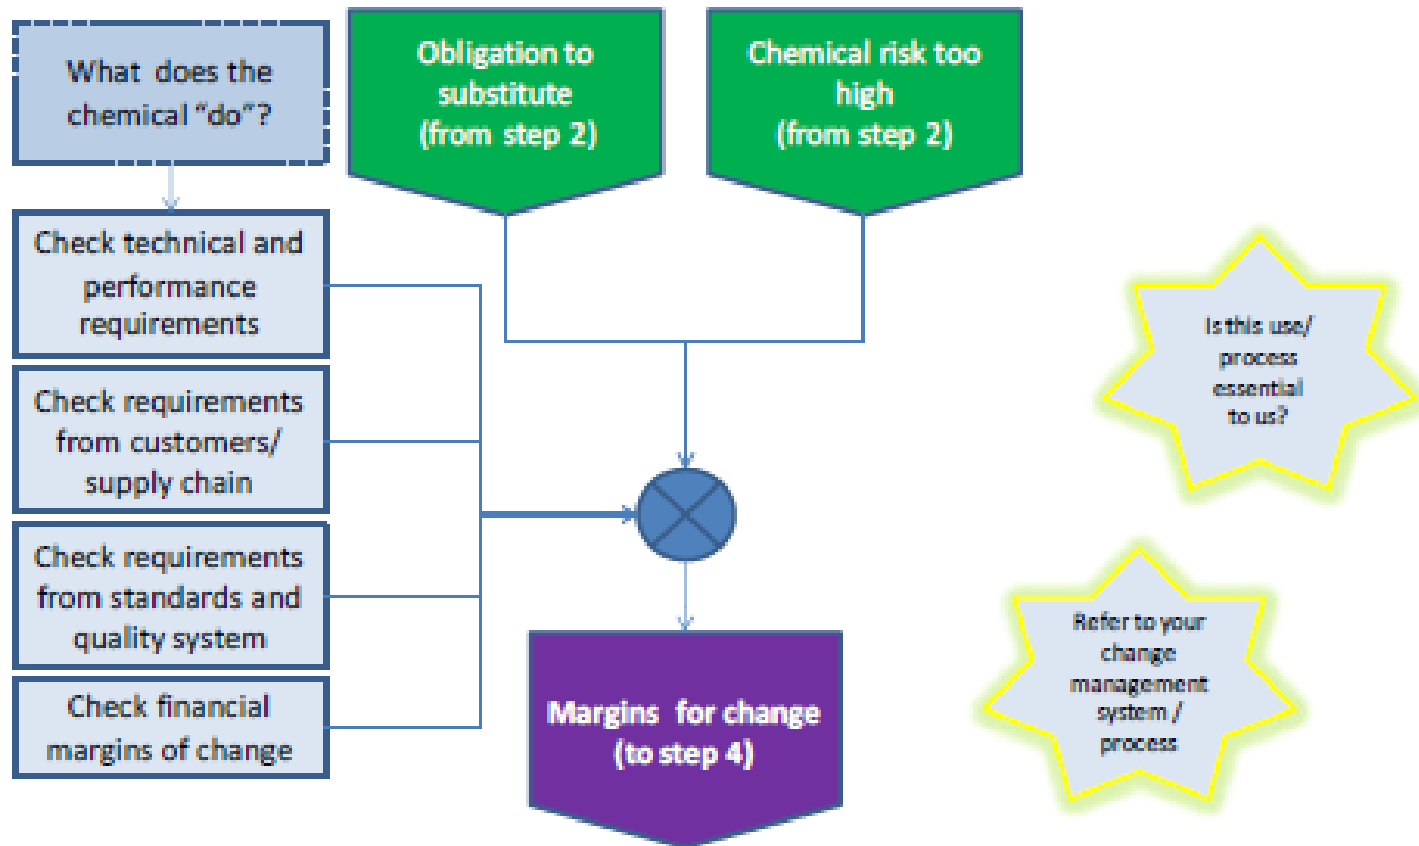 What does the
chemical “do”?
Obligation to
substitute
(from step 2)
Chemical risk too
high
(from step 2)
Check technical and
performance
requirements
Check requirements
from customers/
supply chain
Check requirements
from standards and
quality system
Check financial
margins of change
Margins for change
(to step 4)
Is this use/
process
essential
to us?
Refer to your
change
management
system /
process